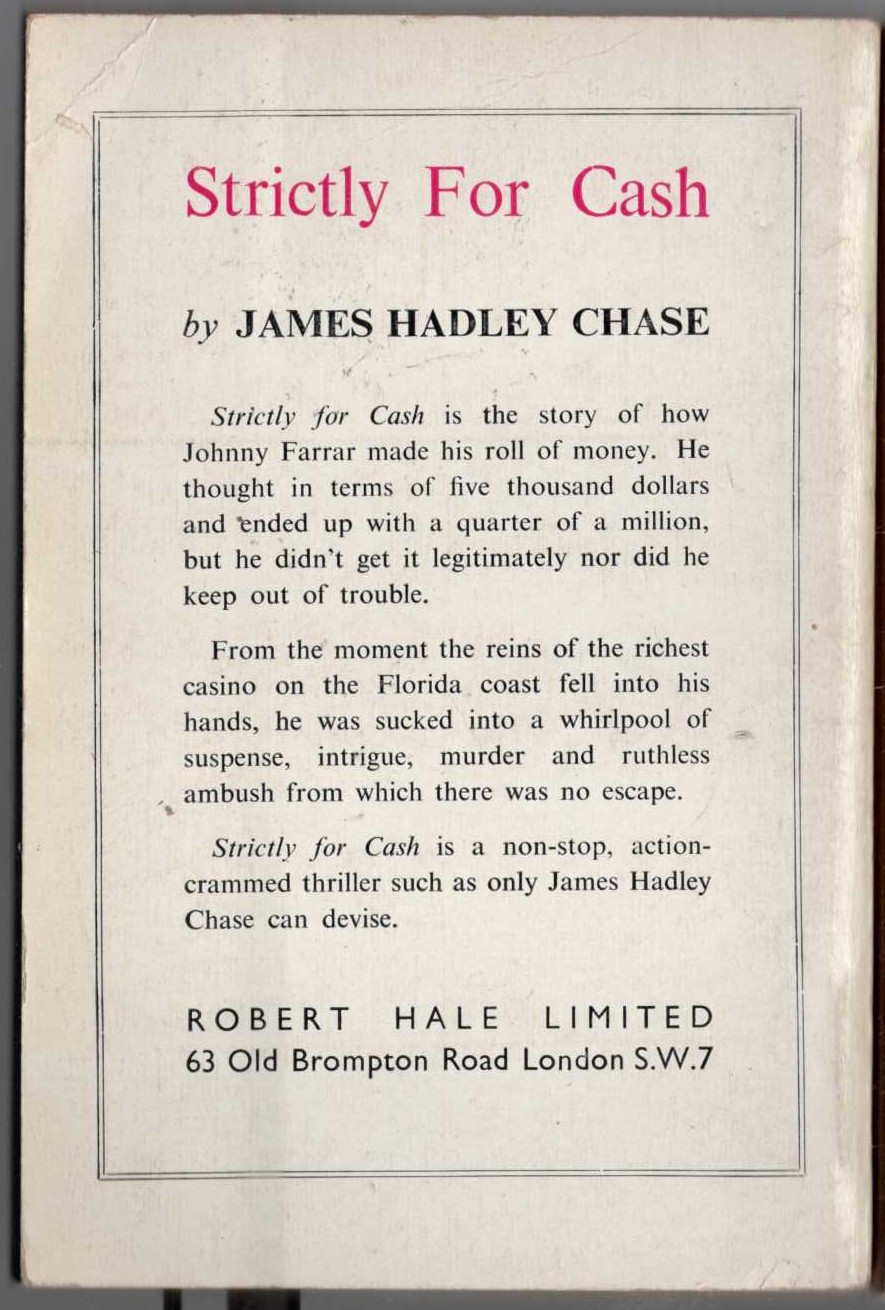 Strictly For Cash
by JAMES HADLEY CHASE
Strictly for Cash is the story of how
Johnny Farrar made his roll of money. He
thought in terms of five thousand dollars
and ended up with a quarter of a million,
but he didn't get it legitimately nor did he
keep out of trouble.
From the moment the reins of the richest
casino on the Florida coast fell into his
hands, he was sucked into a whirlpool of
suspense, intrigue, murder and ruthless
ambush from which there was no escape.
Strictly for Cash is a non-stop, action-
crammed thriller such as only James Hadley
Chase can devise.
ROBERT HALE LIMITED
63 Old Brompton Road London S.W.7